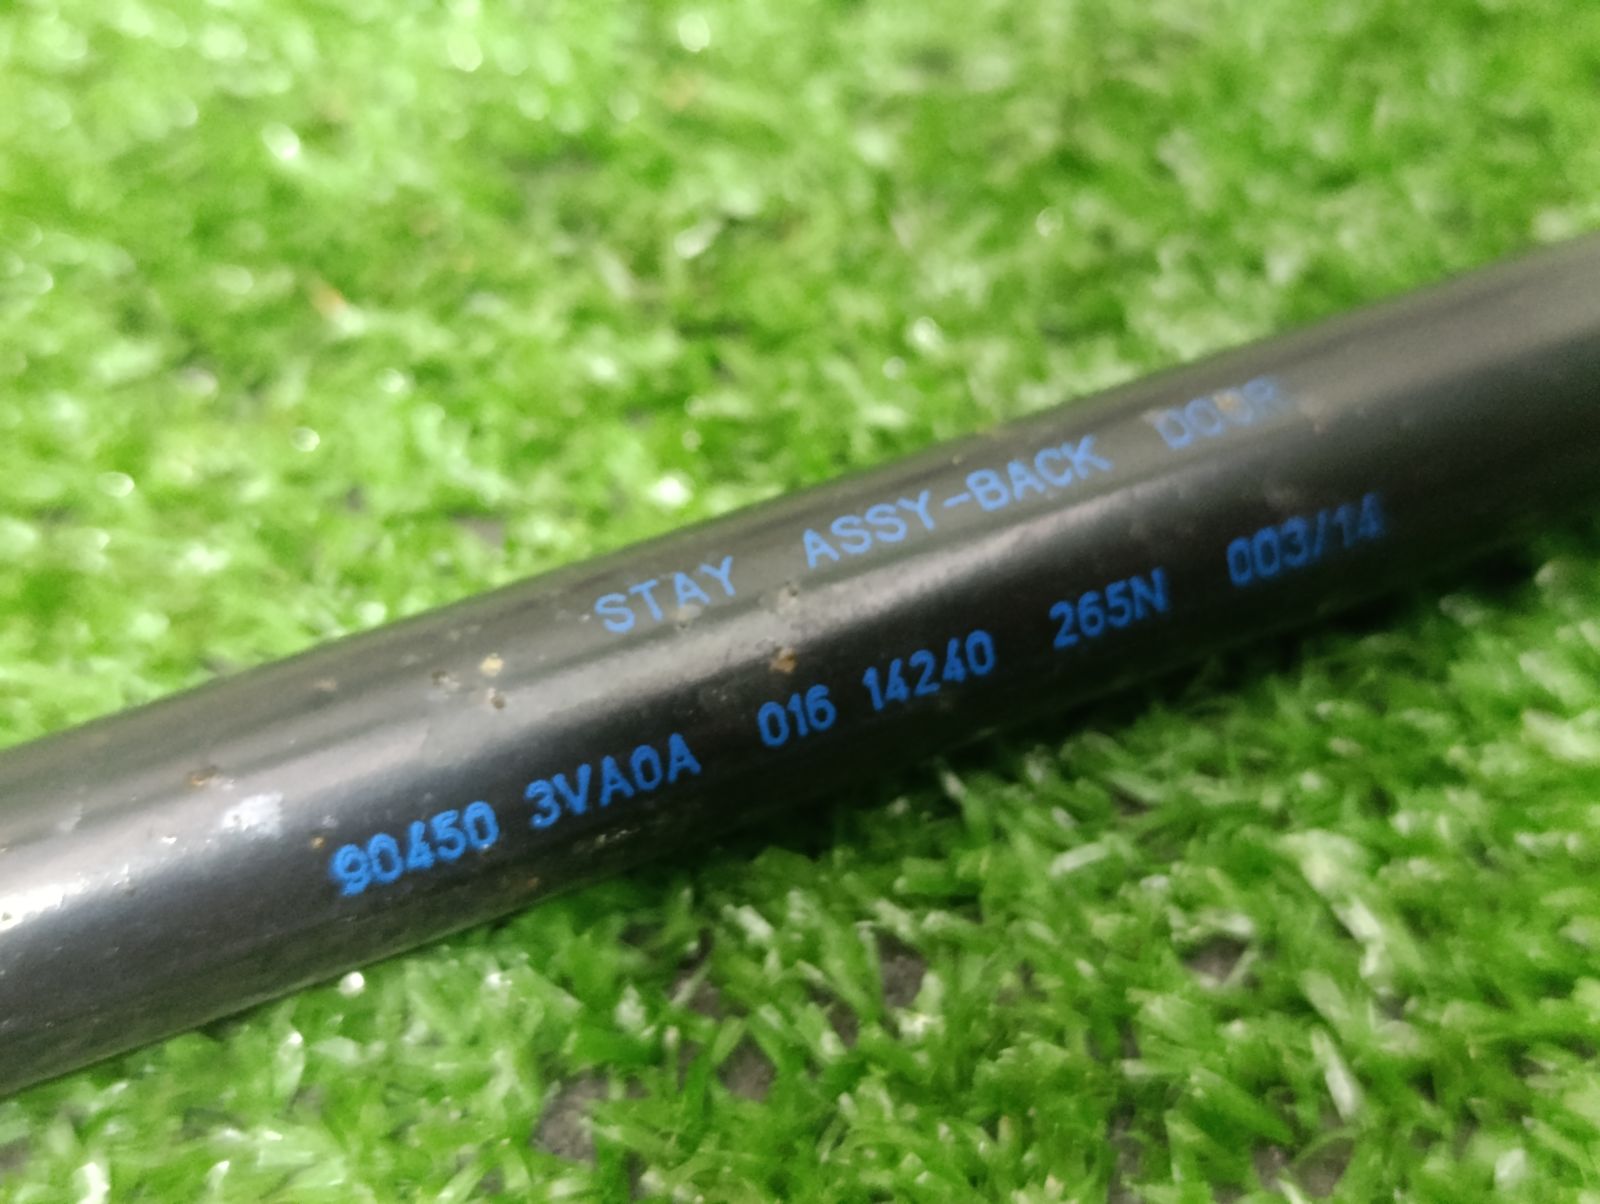 STAY ASSY-BACK DOOR
90450 3VA0A 016 14240 265N 003/14